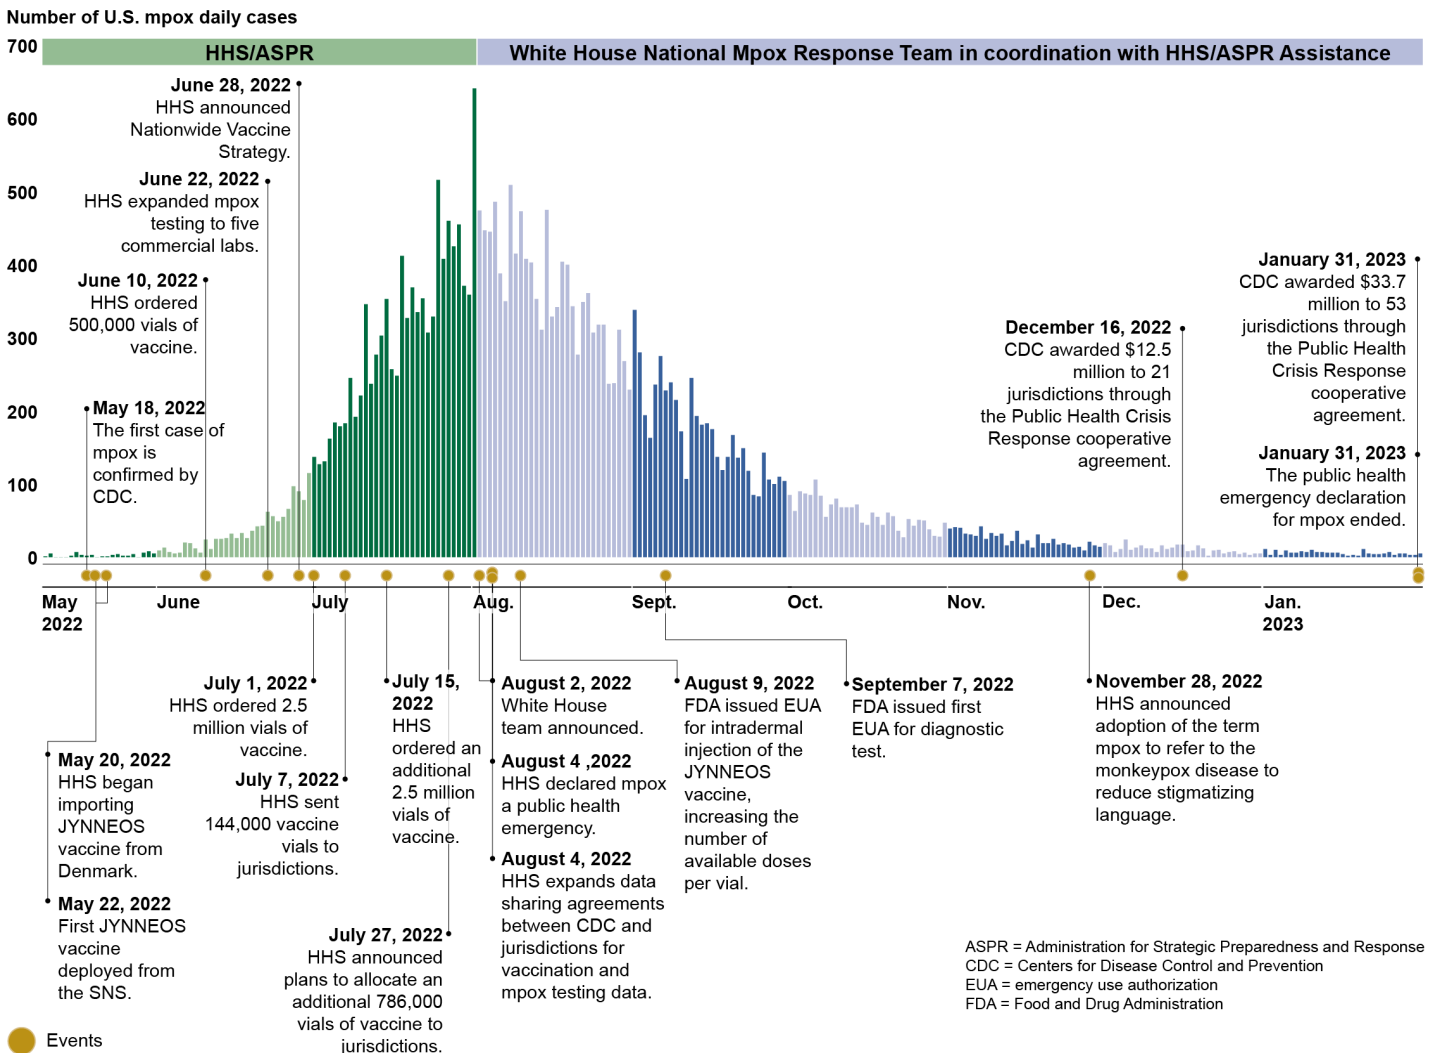 Number of U.S. mpox daily cases
700
600
500
400
300
200
100
0
HHS/ASPR
White House National Mpox Response Team in coordination with HHS/ASPR Assistance
June 28, 2022
HHS announced
Nationwide Vaccine
Strategy.
June 22, 2022
HHS expanded mpox
testing to five
commercial labs.
June 10, 2022
HHS ordered
500,000 vials of
vaccine.
May 18, 2022
The first case of
mpox is
confirmed by
CDC.
December 16, 2022
CDC awarded $12.5
million to 21
jurisdictions through
the Public Health Crisis
Response cooperative
agreement.
January 31, 2023
CDC awarded $33.7
million to 53
jurisdictions through
the Public Health
Crisis Response
cooperative
agreement.
January 31, 2023
The public health
emergency declaration
for mpox ended.
May
2022
June
July
Aug.
Sept.
Oct.
Nov.
Dec.
Jan.
2023
May 20, 2022
HHS began
importing
JYNNEOS
vaccine from
Denmark.
May 22, 2022
First JYNNEOS
vaccine
deployed from
the SNS.
July 1, 2022
HHS ordered 2.5
million vials of
vaccine.
July 7, 2022
HHS sent
144,000 vaccine
vials to
jurisdictions.
July 15,
2022
HHS
ordered an
additional
2.5 million
vials of
vaccine.
July 27, 2022
HHS announced
plans to allocate an
additional 786,000
vials of vaccine to
jurisdictions.
August 2, 2022
White House
team announced.
August 4 ,2022
HHS declared mpox
a public health
emergency.
August 4, 2022
HHS expands data
sharing agreements
between CDC and
jurisdictions for
vaccination and
mpox testing data.
August 9, 2022
FDA issued EUA
for intradermal
injection of the
JYNNEOS
vaccine,
increasing the
number of
available doses
per vial.
September 7, 2022
FDA issued first
EUA for diagnostic
test.
November 28, 2022
HHS announced
adoption of the term
mpox to refer to the
monkeypox disease to
reduce stigmatizing
language.
ASPR = Administration for Strategic Preparedness and Response
CDC = Centers for Disease Control and Prevention
EUA = emergency use authorization
FDA = Food and Drug Administration
Events